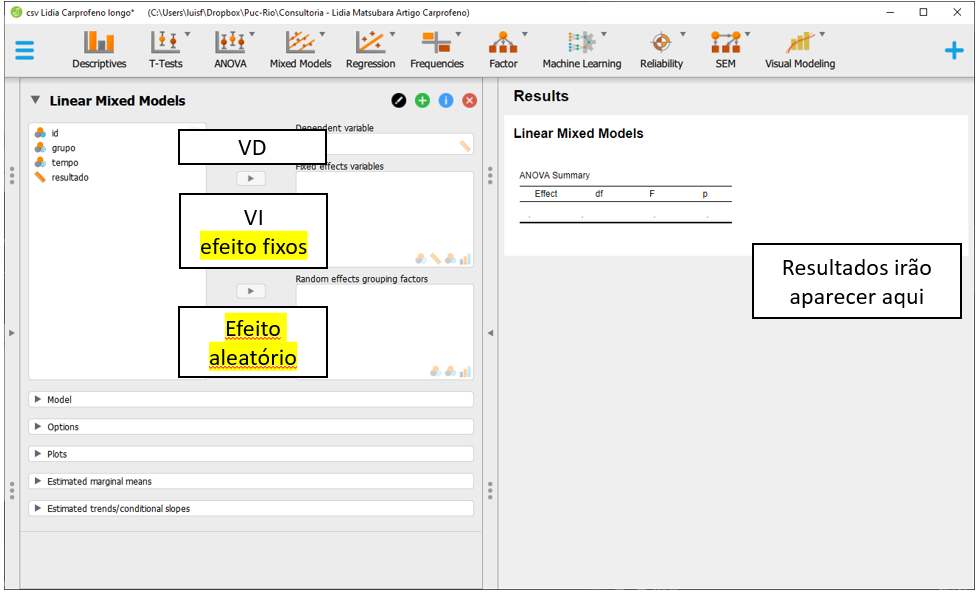 csv Lidia Carprofeno longo* (C:\Users\luisf\Dropbox\Puc-Rio\Consultoria - Lidia Matsubara Artigo Carprofeno)
Descriptives T-Tests ANOVA Mixed Models Regression Frequencies Factor Machine Learning Reliability SEM Visual Modeling
Linear Mixed Models
id
grupo
tempo
resultado
Dependent variable
VD
Fixed effects variables
VI
efeito fixos
Random effects grouping factors
Efeito
aleatório
Model
Options
Plots
Estimated marginal means
Estimated trends/conditional slopes
Results
Linear Mixed Models
ANOVA Summary
Effect df F p
. . . .
Resultados irão
aparecer aqui